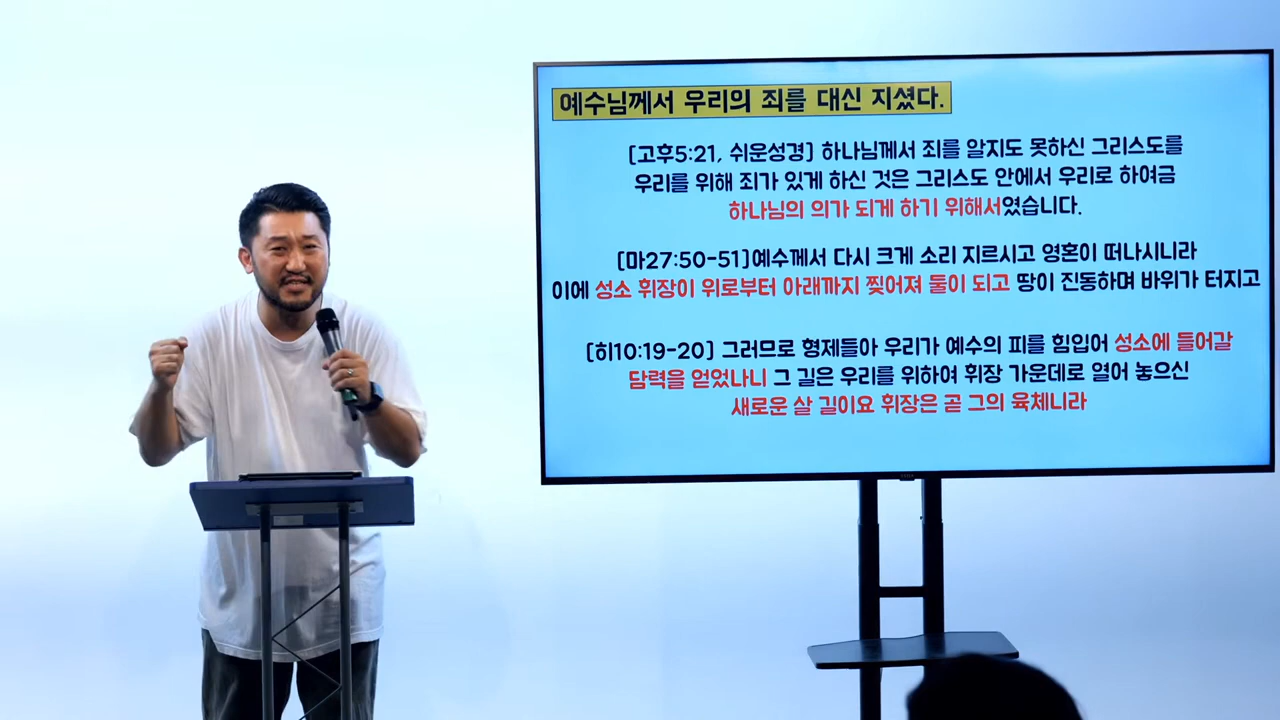 예수님께서 우리의 죄를 대신 지셨다.
[고후5:21, 쉬운성경] 하나님께서 죄를 알지도 못하신 그리스도를
우리를 위해 죄가 있게 하신 것은 그리스도 안에서 우리로 하여금
하나님의 의가 되게 하기 위해서였습니다.
[마27:50-51]예수께서 다시 크게 소리 지르시고 영혼이 떠나시니라
이에 성소 휘장이 위로부터 아래까지 찢어져 둘이 되고 땅이 진동하며 바위가 터지고
[히10:19-20] 그러므로 형제들아 우리가 예수의 피를 힘입어 성소에 들어갈
담력을 얻었나니 그 길은 우리를 위하여 휘장 가운데로 열어 놓으신
새로운 살 길이요 휘장은 곧 그의 육체니라